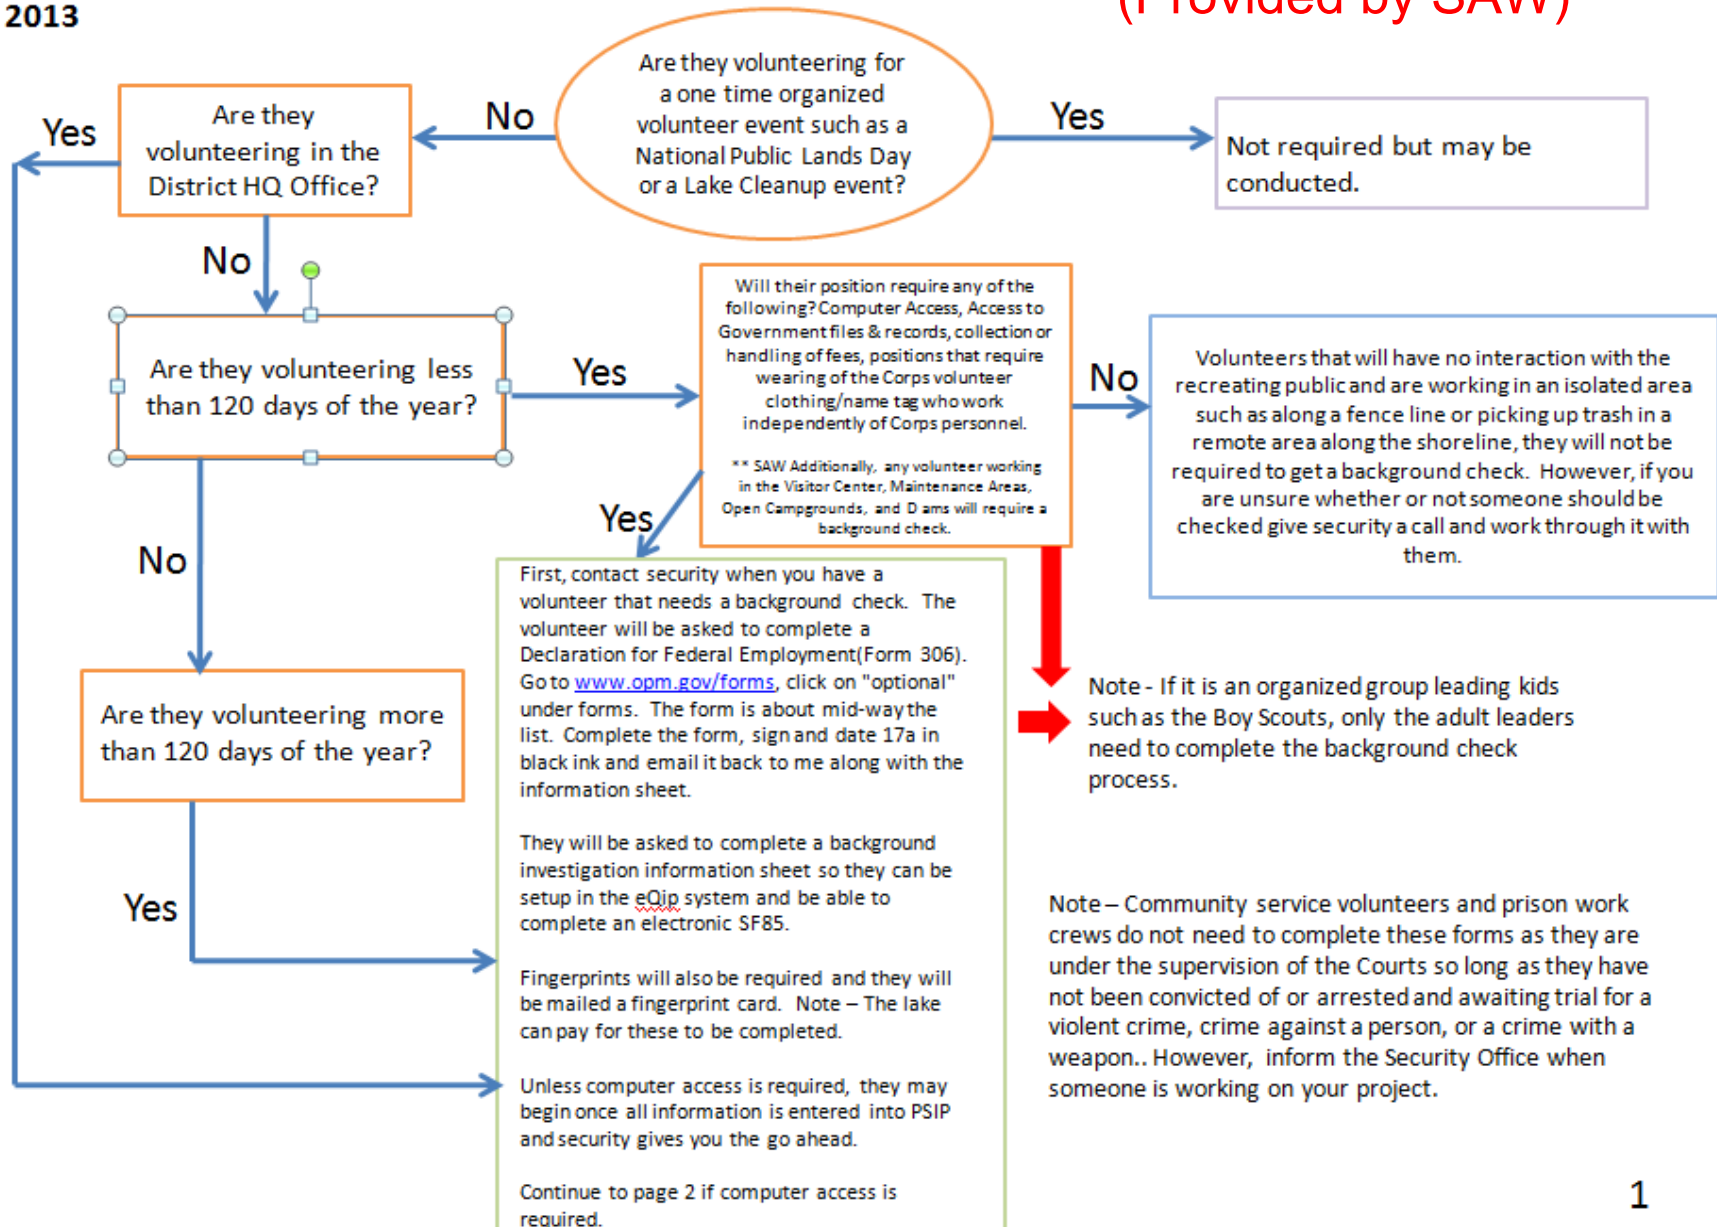 2013
(Provided by SAW)
Are they volunteering for
a one time organized
volunteer event such as a
National Public Lands Day
or a Lake Cleanup event?
No
Yes
Not required but may be
conducted.
Are they
volunteering in the
District HQ Office?
Yes
No
Are they volunteering less
than 120 days of the year?
Yes
Will their position require any of the
following? Computer Access, Access to
Government files & records, collection or
handling of fees, positions that require
wearing of the Corps volunteer
clothing/name tag who work
independently of Corps personnel.
** SAW Additionally, any volunteer working
in the Visitor Center, Maintenance Areas,
Open Campgrounds, and D ams will require a
background check.
No
Volunteers that will have no interaction with the
recreating public and are working in an isolated area
such as along a fence line or picking up trash in a
remote area along the shoreline, they will not be
required to get a background check. However, if you
are unsure whether or not someone should be
checked give security a call and work through it with
them.
Yes
No
Are they volunteering more
than 120 days of the year?
Yes
First, contact security when you have a
volunteer that needs a background check. The
volunteer will be asked to complete a
Declaration for Federal Employment(Form 306).
Go to www.opm.gov/forms, click on "optional"
under forms. The form is about mid-way the
list. Complete the form, sign and date 17a in
black ink and email it back to me along with the
information sheet.
They will be asked to complete a background
investigation information sheet so they can be
setup in the eQip system and be able to
complete an electronic SF85.
Fingerprints will also be required and they will
be mailed a fingerprint card. Note – The lake
can pay for these to be completed.
Unless computer access is required, they may
begin once all information is entered into PSIP
and security gives you the go ahead.
Continue to page 2 if computer access is
required.
Note - If it is an organized group leading kids
such as the Boy Scouts, only the adult leaders
need to complete the background check
process.
Note – Community service volunteers and prison work
crews do not need to complete these forms as they are
under the supervision of the Courts so long as they have
not been convicted of or arrested and awaiting trial for a
violent crime, crime against a person, or a crime with a
weapon.. However, inform the Security Office when
someone is working on your project.
1